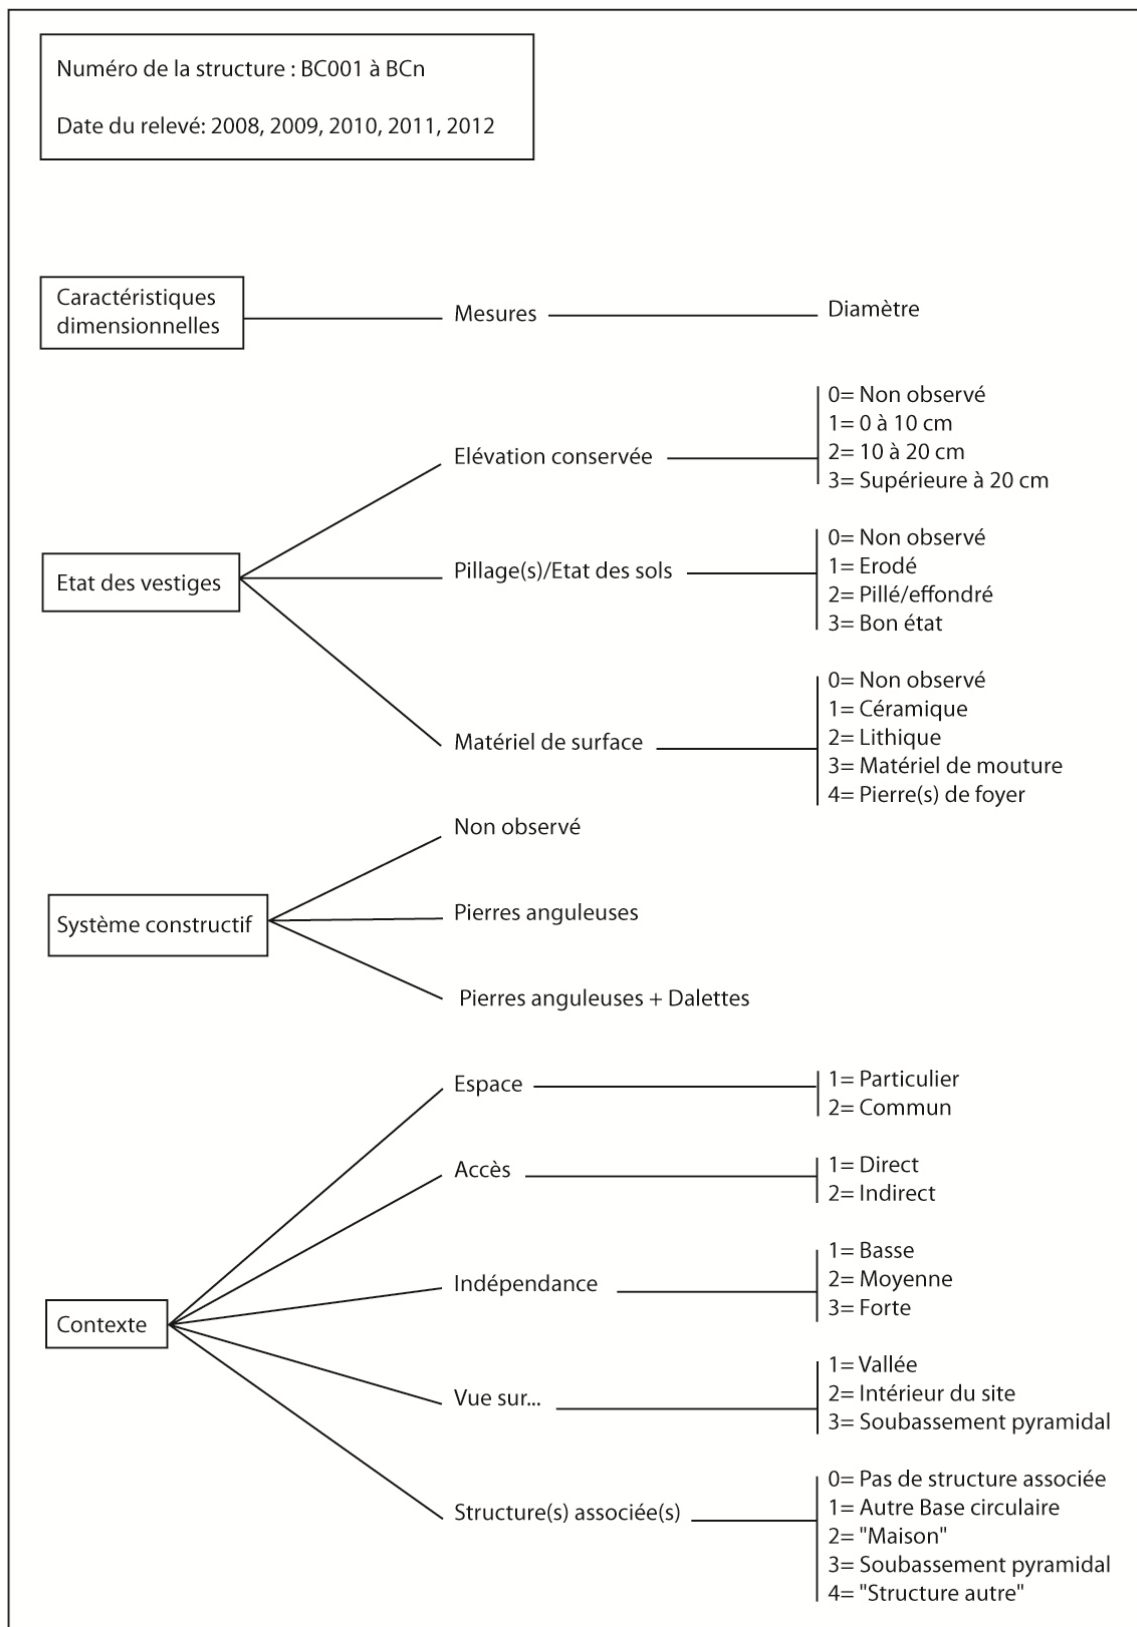 Numéro de la structure : BC001 à BCn
Date du relevé: 2008, 2009, 2010, 2011, 2012
Caractéristiques
dimensionnelles
Mesures
Diamètre
Etat des vestiges
Elévation conservée
0= Non observé
1= 0 à 10 cm
2= 10 à 20 cm
3= Supérieure à 20 cm
Pillage(s)/Etat des sols
0= Non observé
1= Erodé
2= Pillé/effondré
3= Bon état
Matériel de surface
0= Non observé
1= Céramique
2= Lithique
3= Matériel de mouture
4= Pierre(s) de foyer
Système constructif
Non observé
Pierres anguleuses
Pierres anguleuses + Dalettes
Contexte
Espace
1= Particulier
2= Commun
Accès
1= Direct
2= Indirect
Indépendance
1= Basse
2= Moyenne
3= Forte
Vue sur...
1= Vallée
2= Intérieur du site
3= Soubassement pyramidal
Structure(s) associée(s)
0= Pas de structure associée
1= Autre Base circulaire
2= "Maison"
3= Soubassement pyramidal
4= "Structure autre"